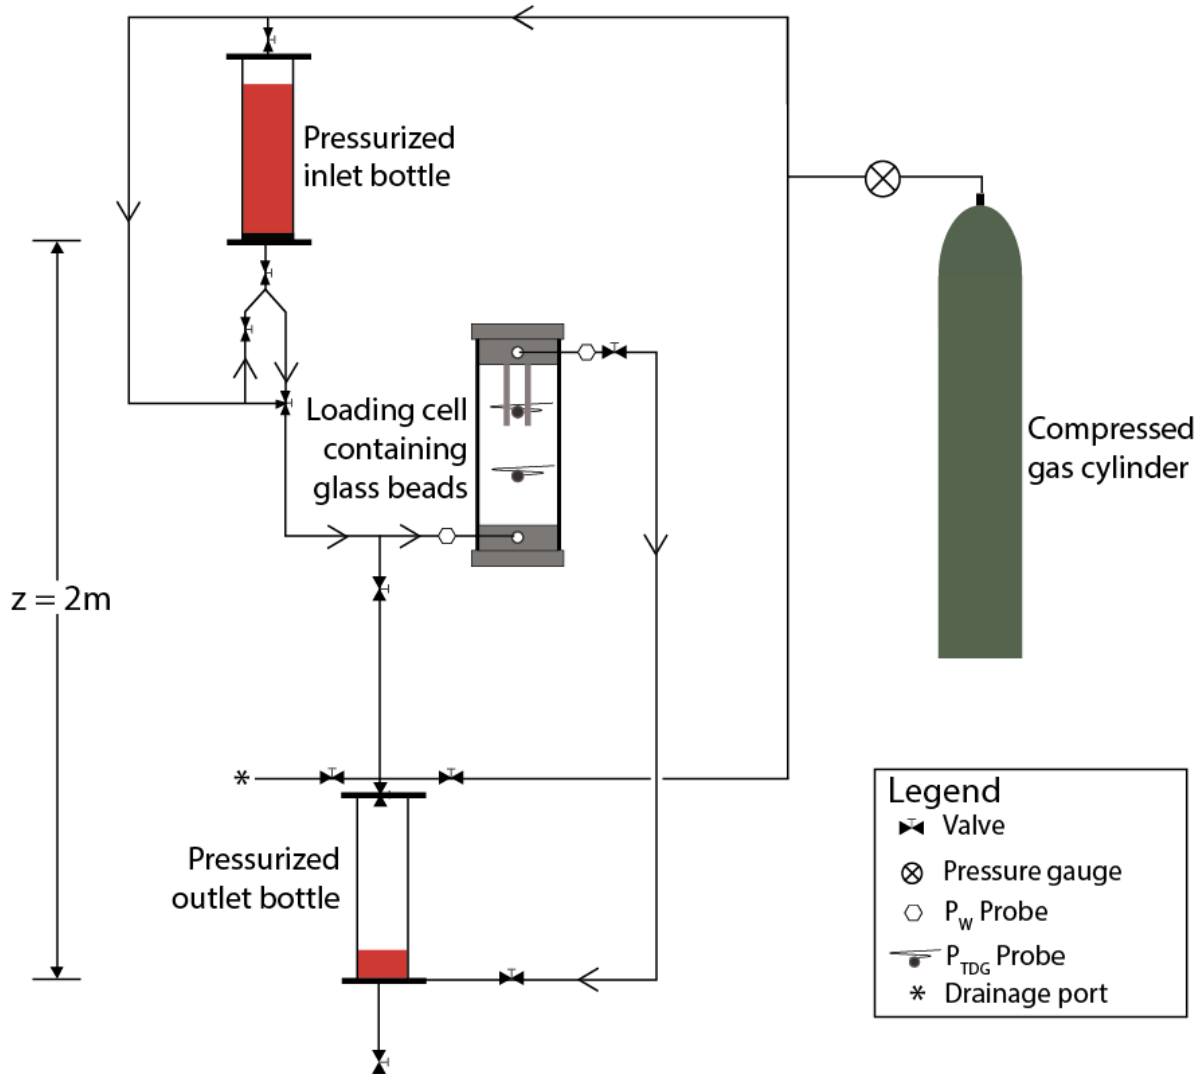 Pressurized
inlet bottle
Loading cell
containing
glass beads
Compressed
gas cylinder
z = 2m
*
Pressurized
outlet bottle
Legend
Valve
Pressure gauge
P_W Probe
P_TDG Probe
* Drainage port